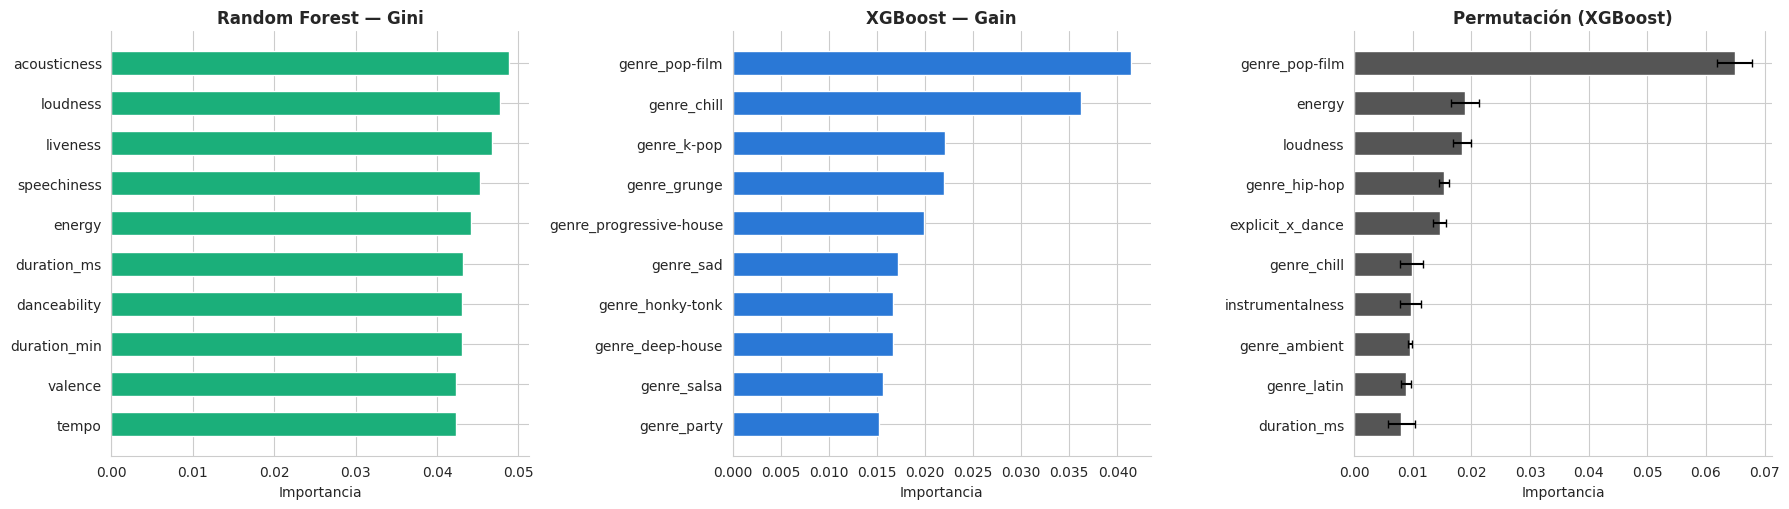 Random Forest — Gini
acousticness
loudness
liveness
speechiness
energy
duration_ms
danceability
duration_min
valence
tempo
0.00 0.01 0.02 0.03 0.04 0.05
Importancia
XGBoost — Gain
genre_pop-film
genre_chill
genre_k-pop
genre_grunge
genre_progressive-house
genre_sad
genre_honky-tonk
genre_deep-house
genre_salsa
genre_party
0.000 0.005 0.010 0.015 0.020 0.025 0.030 0.035 0.040
Importancia
Permutación (XGBoost)
genre_pop-film
energy
loudness
genre_hip-hop
explicit_x_dance
genre_chill
instrumentalness
genre_ambient
genre_latin
duration_ms
0.00 0.01 0.02 0.03 0.04 0.05 0.06 0.07
Importancia